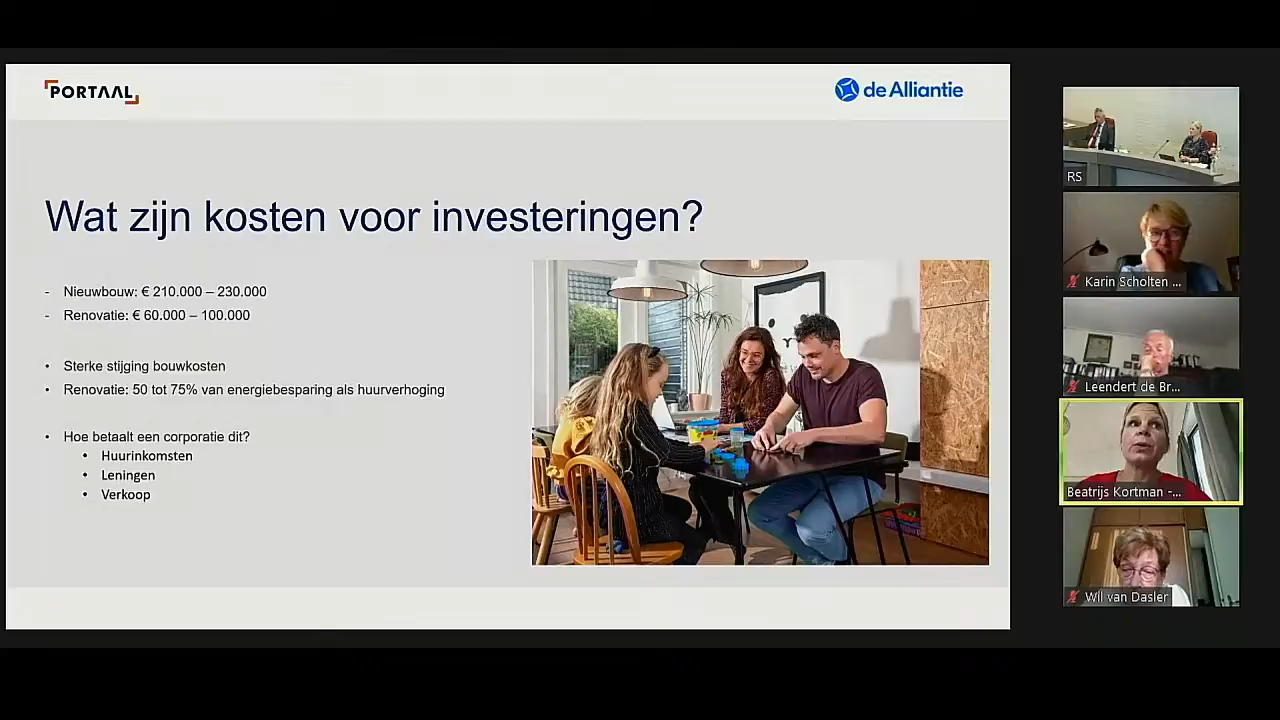 PORTAAL
de Alliantie
Wat zijn kosten voor investeringen?
- Nieuwbouw: € 210.000 – 230.000
- Renovatie: € 60.000 – 100.000
• Sterke stijging bouwkosten
• Renovatie: 50 tot 75% van energiebesparing als huurverhoging
• Hoe betaalt een corporatie dit?
• Huurinkomsten
• Leningen
• Verkoop
RS
Karin Scholten ...
Leendert de Br...
Beatrijs Kortman -...
Wil van Dasler